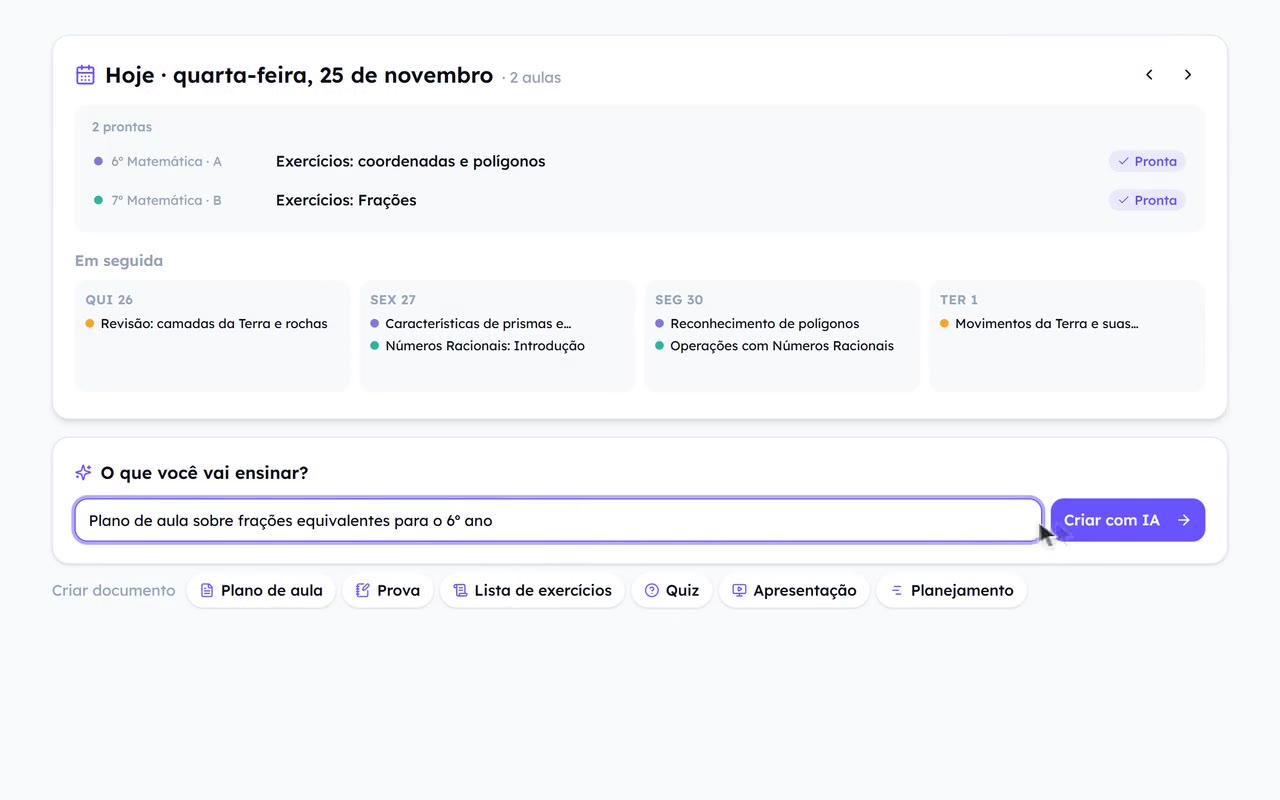 Hoje · quarta-feira, 25 de novembro · 2 aulas
2 prontas
6º Matemática · A Exercícios: coordenadas e polígonos Pronta
7º Matemática · B Exercícios: Frações Pronta
Em seguida
QUI 26
Revisão: camadas da Terra e rochas
SEX 27
Características de prismas e…
Números Racionais: Introdução
SEG 30
Reconhecimento de polígonos
Operações com Números Racionais
TER 1
Movimentos da Terra e suas…
O que você vai ensinar?
Plano de aula sobre frações equivalentes para o 6º ano
Criar com IA
Criar documento Plano de aula Prova Lista de exercícios Quiz Apresentação Planejamento